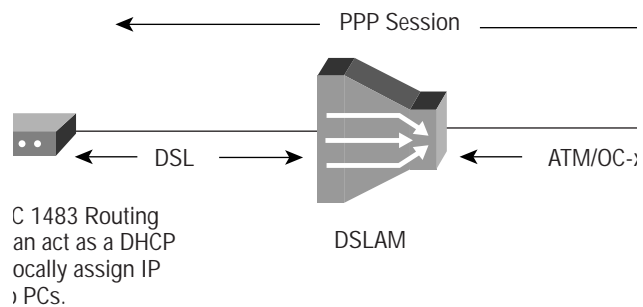 PPP Session
DSL
ATM/OC-x
C 1483 Routing
an act as a DHCP
ocally assign IP
PCs.
DSLAM